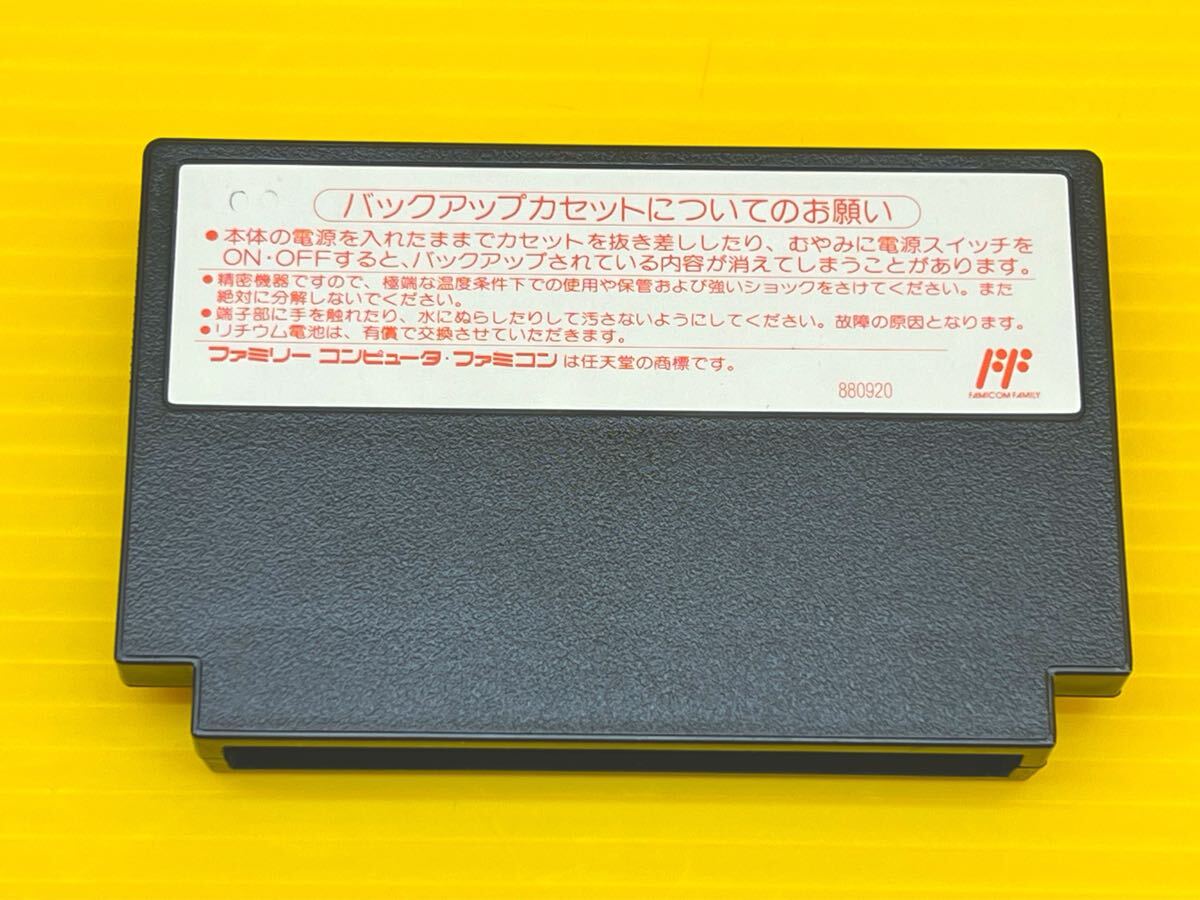 バックアップカセットについてのお願い
●本体の電源を入れたままでカセットを抜き差ししたり、むやみに電源スイッチを
ON・OFFすると、バックアップされている内容が消えてしまうことがあります。
●精密機器ですので、極端な温度条件下での使用や保管および強いショックをさけてください。また
絶対に分解しないでください。
●端子部に手を触れたり、水にぬらしたりして汚さないようにしてください。故障の原因となります。
●リチウム電池は、有償で交換させていただきます。
ファミリー コンピュータ・ファミコン は任天堂の商標です。
880920
FAMICOM FAMILY